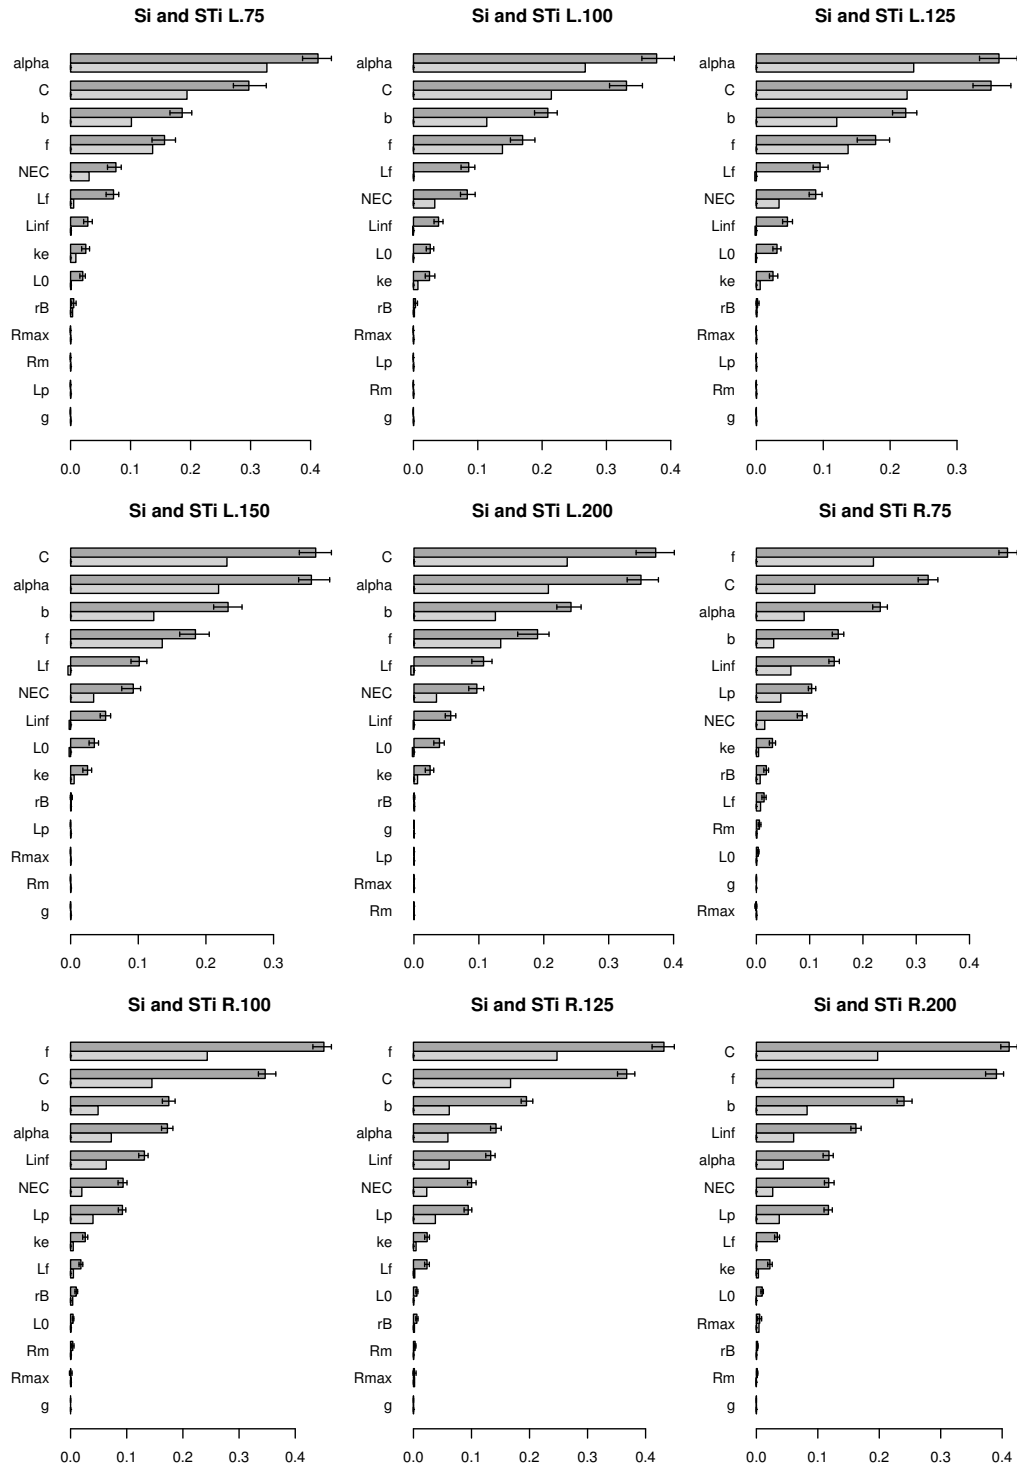 Si and STi L.75
alpha
C
b
f
NEC
Lf
Linf
ke
L0
rB
Rmax
Rm
Lp
g
0.0 0.1 0.2 0.3 0.4
Si and STi L.100
alpha
C
b
f
Lf
NEC
Linf
L0
ke
rB
Rmax
Lp
Rm
g
0.0 0.1 0.2 0.3 0.4
Si and STi L.125
alpha
C
b
f
Lf
NEC
Linf
L0
ke
rB
Rmax
Lp
Rm
g
0.0 0.1 0.2 0.3
Si and STi L.150
C
alpha
b
f
Lf
NEC
Linf
L0
ke
rB
Lp
Rmax
Rm
g
0.0 0.1 0.2 0.3
Si and STi L.200
C
alpha
b
f
Lf
NEC
Linf
L0
ke
rB
g
Lp
Rmax
Rm
0.0 0.1 0.2 0.3 0.4
Si and STi R.75
f
C
alpha
b
Linf
Lp
NEC
ke
rB
Lf
Rm
L0
g
Rmax
0.0 0.1 0.2 0.3 0.4
Si and STi R.100
f
C
b
alpha
Linf
NEC
Lp
ke
Lf
rB
L0
Rm
Rmax
g
0.0 0.1 0.2 0.3 0.4
Si and STi R.125
f
C
b
alpha
Linf
NEC
Lp
ke
Lf
L0
rB
Rm
Rmax
g
0.0 0.1 0.2 0.3 0.4
Si and STi R.200
C
f
b
Linf
alpha
NEC
Lp
Lf
ke
L0
Rmax
rB
Rm
g
0.0 0.1 0.2 0.3 0.4